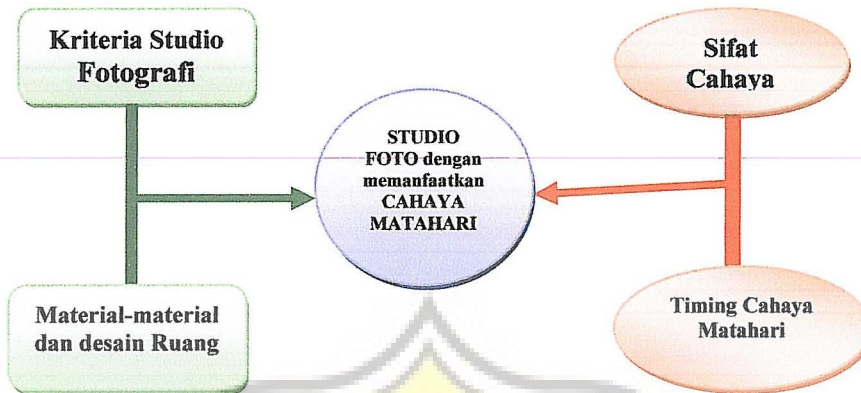 Kriteria Studio
Fotografi
Sifat
Cahaya
STUDIO
FOTO dengan
memanfaatkan
CAHAYA
MATAHARI
Material-material
dan desain Ruang
Timing Cahaya
Matahari